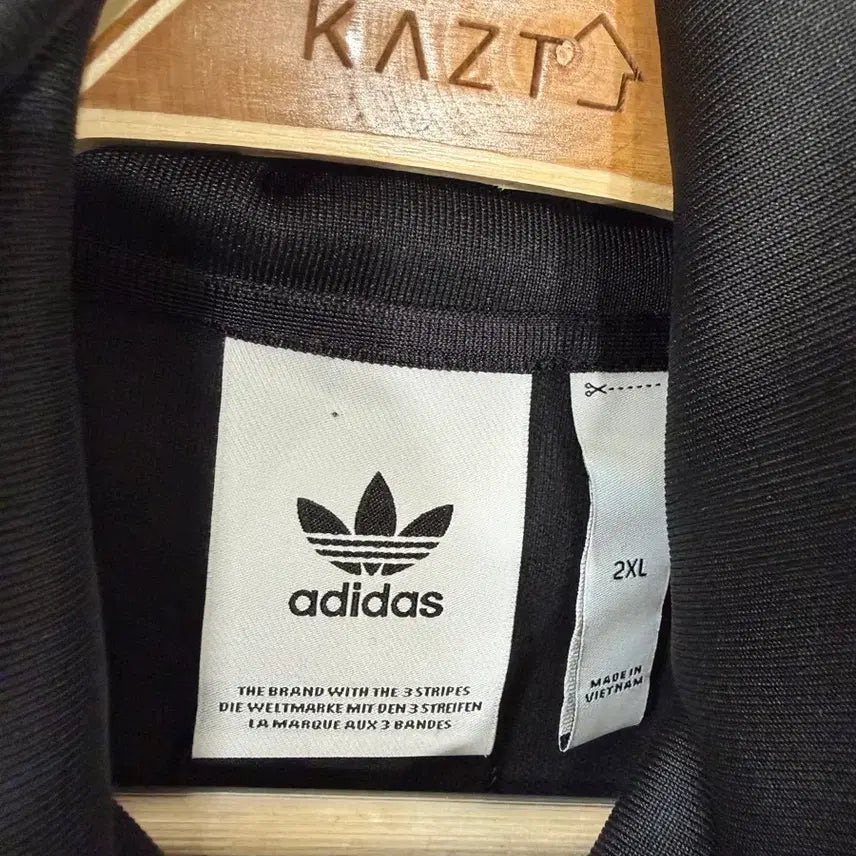 KAZT
adidas
THE BRAND WITH THE 3 STRIPES
DIE WELTMARKE MIT DEN 3 STREIFEN
LA MARQUE AUX 3 BANDES
2XL
MADE IN
VIETNAM